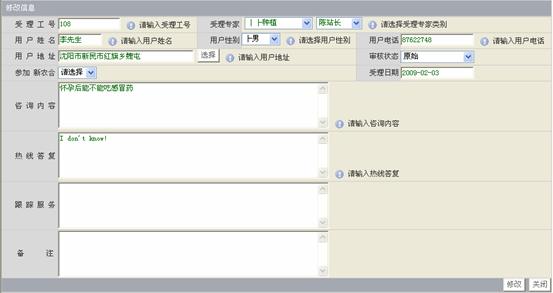 修改信息
受理工号 108 请输入受理工号 受理专家 ||--种植 陈站长 请选择受理专家类别
用户姓名 李先生 请输入用户姓名 用户性别 |-男 请选择用户性别 用户电话 87622748 请输入用户电话
用户地址 沈阳市新民市红旗乡 选择 请输入用户地址 审核状态 原始
参加新农合 请选择 受理日期 2009-02-03
怀孕后能不能吃感冒药
咨询内容
请输入咨询内容
I don't know!
热线答复
请输入热线答复
跟踪服务
备注
修改 关闭